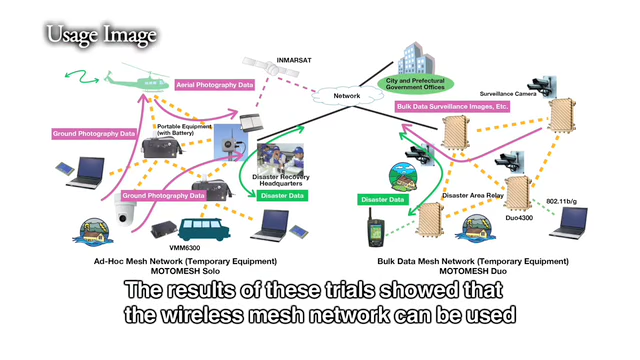 Usage Image
INMARSAT
City and Prefectural
Government Offices
Aerial Photography Data
Network
Surveillance Camera
Bulk Data Surveillance Images, Etc.
Portable Equipment
(with Battery)
Ground Photography Data
Disaster Recovery
Headquarters
Ground Photography Data
Disaster Data
Disaster Data
Disaster Area Relay
802.11b/g
Duo4300
VMM6300
Ad-Hoc Mesh Network (Temporary Equipment)
MOTOMESH Solo
Bulk Data Mesh Network (Temporary Equipment)
MOTOMESH Duo
The results of these trials showed that
the wireless mesh network can be used